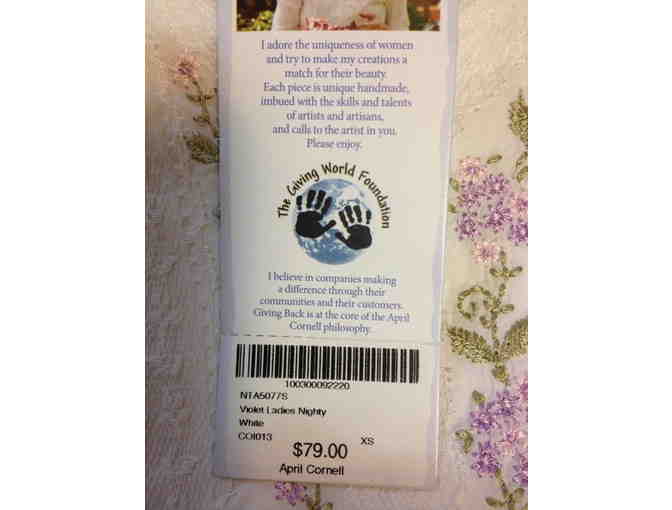 I adore the uniqueness of women
and try to make my creations a
match for their beauty.
Each piece is unique handmade,
imbued with the skills and talents
of artists and artisans,
and calls to the artist in you.
Please enjoy.
The Giving World Foundation
I believe in companies making
a difference through their
communities and their customers.
Giving Back is at the core of the April
Cornell philosophy.
100300092220
NTA5077S
Violet Ladies Nighty
White
COI013 XS
$79.00
April Cornell